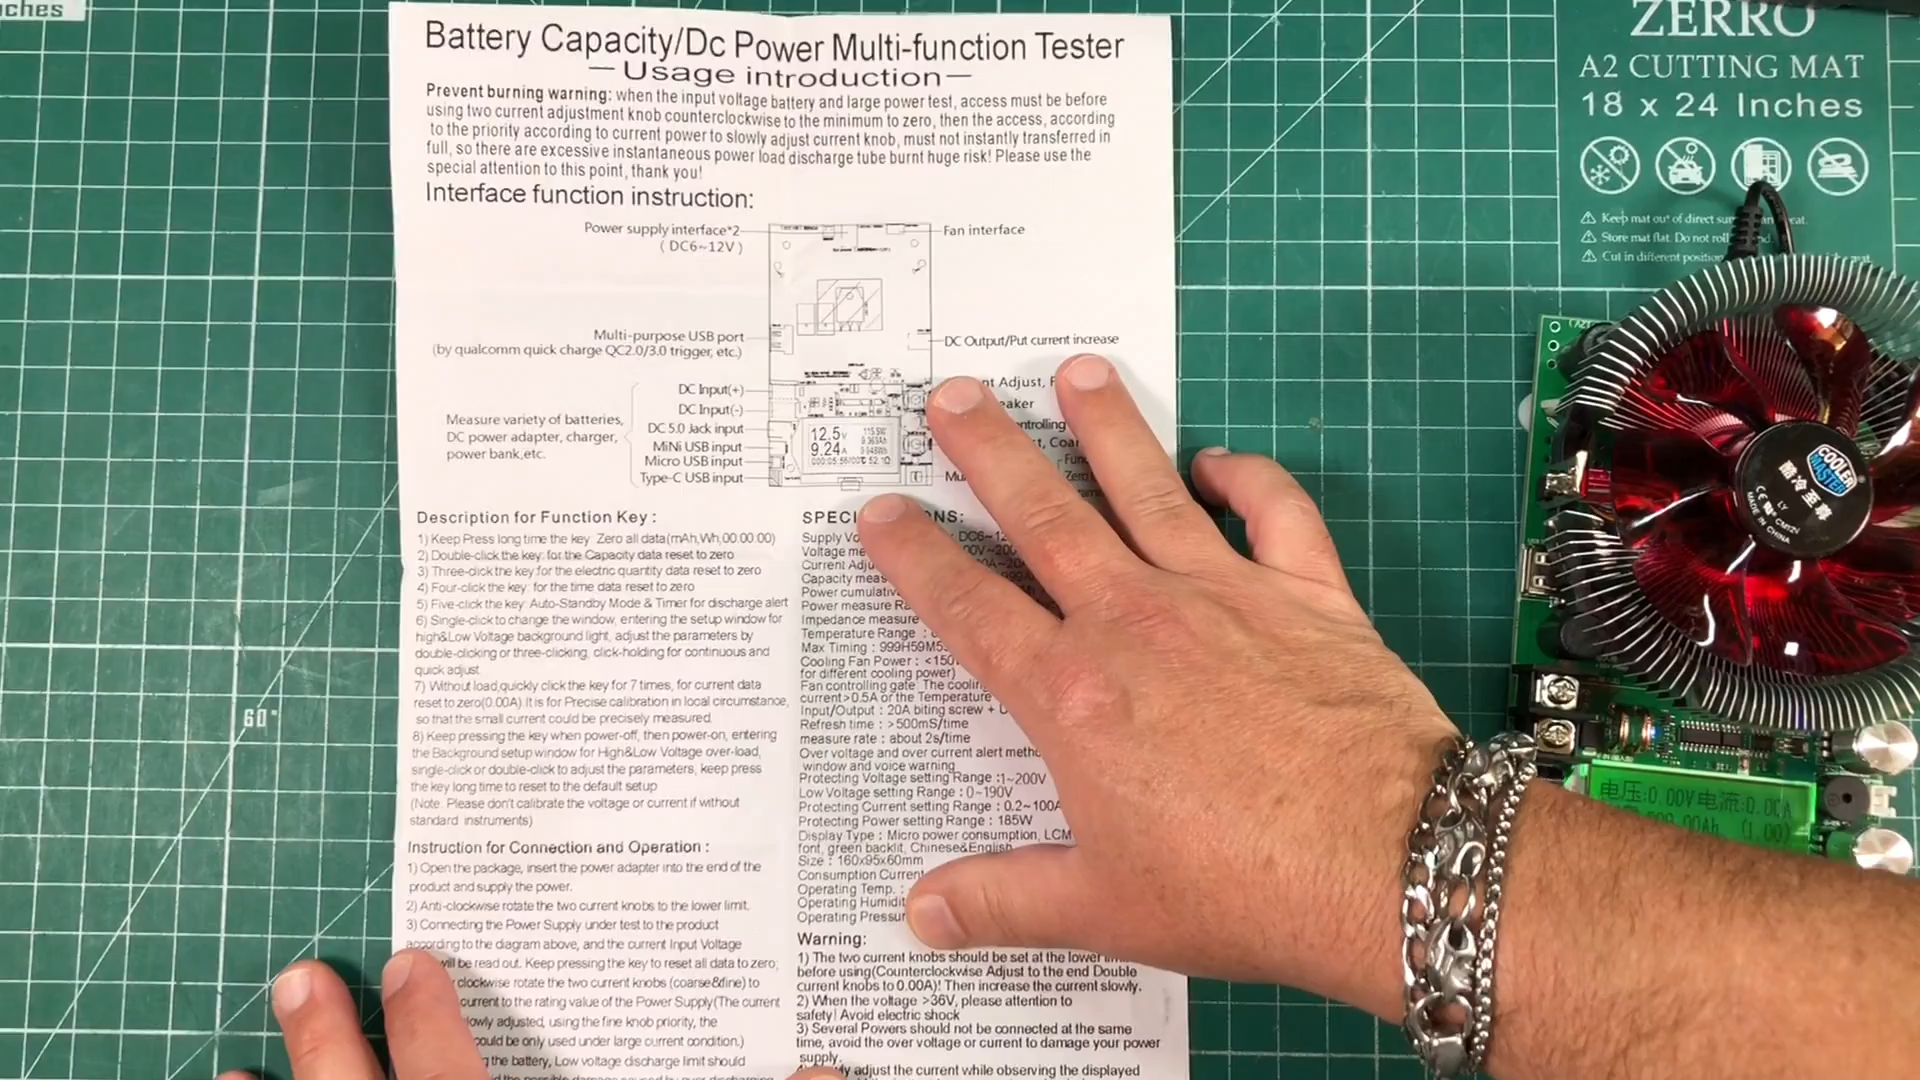 ches
Battery Capacity/Dc Power Multi-function Tester
—Usage introduction—
Prevent burning warning: when the input voltage battery and large power test, access must be before
using two current adjustment knob counterclockwise to the minimum to zero, then the access, according
to the priority according to current power to slowly adjust current knob, must not instantly transferred in
full, so there are excessive instantaneous power load discharge tube burnt huge risk! Please use the
special attention to this point, thank you!
Interface function instruction:
Power supply interface*2
( DC6~12V )
Fan interface
Multi-purpose USB port
(by qualcomm quick charge QC2.0/3.0 trigger, etc.)
DC Output/Put current increase
Measure variety of batteries,
DC power adapter, charger,
power bank,etc.
DC Input(+)
DC Input(-)
DC 5.0 Jack input
MiNi USB input
Micro USB input
Type-C USB input
12.5v
9.24A
Adjust, F
Description for Function Key :
1) Keep Press long time the key: Zero all data(mAh,Wh,00:00:00)
2) Double-click the key: for the Capacity data reset to zero
3) Three-click the key: for the electric quantity data reset to zero
4) Four-click the key: for the time data reset to zero
5) Five-click the key: Auto-Standby Mode & Timer for discharge alert
6) Single-click to change the window, entering the setup window for
high&Low Voltage background light, adjust the parameters by
double-clicking or three-clicking, click-holding for continuous and
quick adjust.
7) Without load,quickly click the key for 7 times, for current data
reset to zero(0.00A).It is for Precise calibration in local circumstance,
so that the small current could be precisely measured.
8) Keep pressing the key when power-off, then power-on, entering
the Background setup window for High&Low Voltage over-load,
single-click or double-click to adjust the parameters, keep press
the key long time to reset to the default setup
(Note: Please don't calibrate the voltage or current if without
standard instruments)
Instruction for Connection and Operation :
1) Open the package, insert the power adapter into the end of the
product and supply the power.
2) Anti-clockwise rotate the two current knobs to the lower limit.
3) Connecting the Power Supply under test to the product
according to the diagram above, and the current Input Voltage
will be read out. Keep pressing the key to reset all data to zero;
clockwise rotate the two current knobs (coarse&fine) to
current to the rating value of the Power Supply(The current
lowly adjusted, using the fine knob priority, the
could be only used under large current condition.)
the battery, Low voltage discharge limit should
SPECI NS:
Supply Vo DC6~12
Voltage me 00V~200
Current Adju
Capacity meas
Power cumulativ
Power measure Ra
Impedance measure
Temperature Range :
Max Timing : 999H59M5
Cooling Fan Power : <150
for different cooling power)
Fan controlling gate: The cooling
current>0.5A or the Temperature
Input/Output : 20A biting screw + U
Refresh time : >500mS/time
measure rate : about 2s/time
Over voltage and over current alert metho
window and voice warning
Protecting Voltage setting Range :1~200V
Low Voltage setting Range : 0~190V
Protecting Current setting Range : 0.2~100A
Protecting Power setting Range : 185W
Display Type : Micro power consumption, LCM
font, green backlit, Chinese&English
Size : 160x95x60mm
Consumption Current
Operating Temp. :
Operating Humidit
Operating Pressur
Warning:
1) The two current knobs should be set at the lower limit
before using(Counterclockwise Adjust to the end Double
current knobs to 0.00A)! Then increase the current slowly.
2) When the voltage >36V, please attention to
safety! Avoid electric shock
3) Several Powers should not be connected at the same
time, avoid the over voltage or current to damage your power
supply.
adjust the current while observing the displayed
ZERRO
A2 CUTTING MAT
18 x 24 Inches
Keep mat out of direct sun and heat.
Store mat flat. Do not roll
Cut in different position
COOLER
MASTER
酷冷至尊
MADE IN CHINA
电压:0.00V电流:0.00A
(1.00)
60°